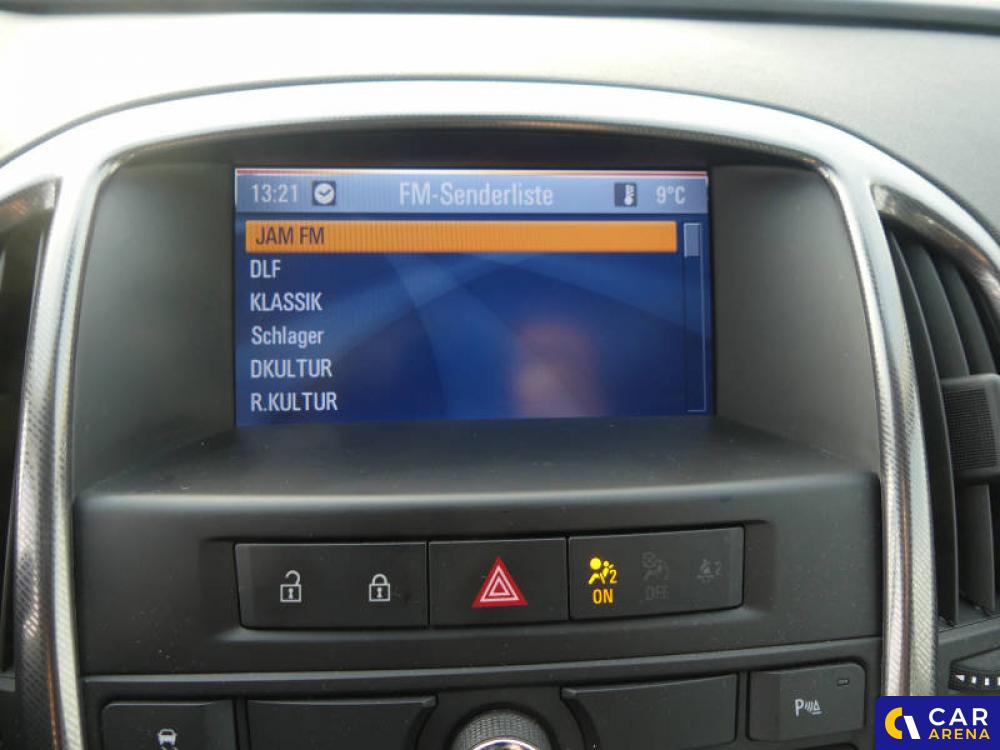 13:21 FM-Senderliste 9°C
JAM FM
DLF
KLASSIK
Schlager
DKULTUR
R.KULTUR
2 2
ON OFF
P
CAR
ARENA